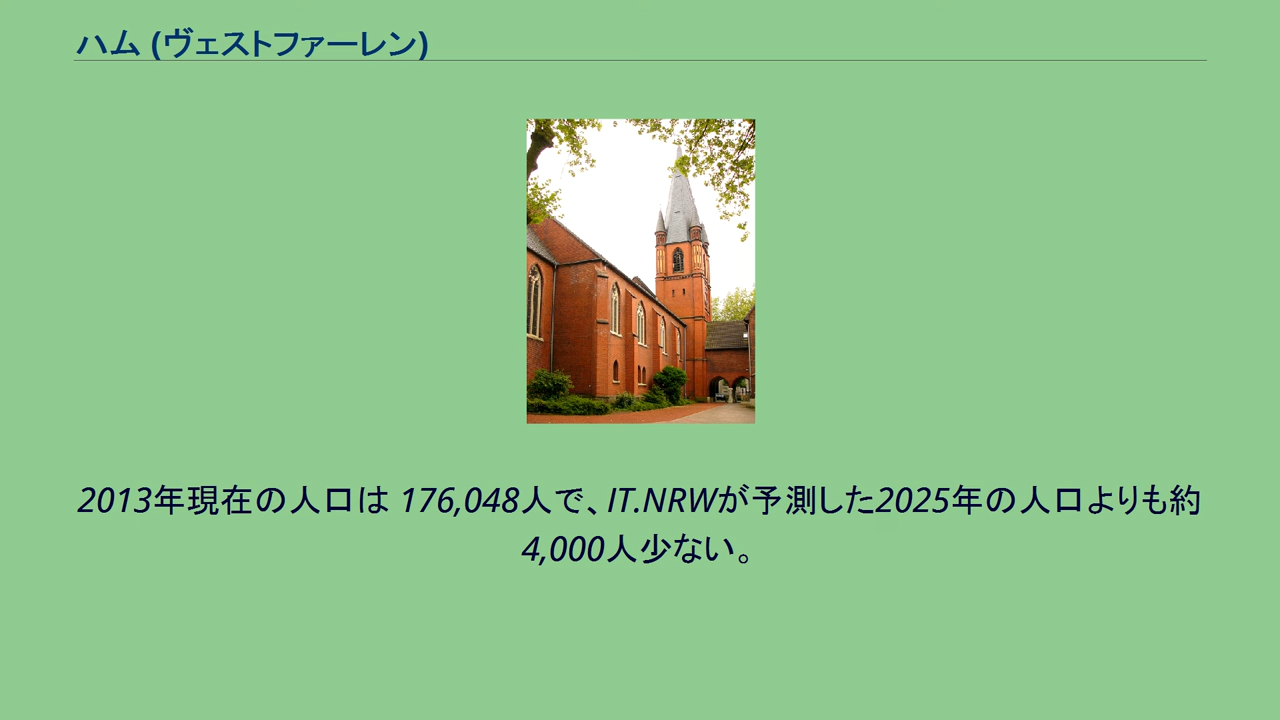 ハム (ヴェストファーレン)
2013年現在の人口は 176,048人で、IT.NRWが予測した2025年の人口よりも約
4,000人少ない。